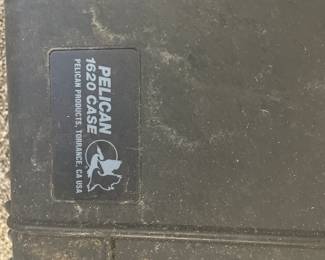 PELICAN
1620 CASE
PELICAN PRODUCTS, TORRANCE, CA USA